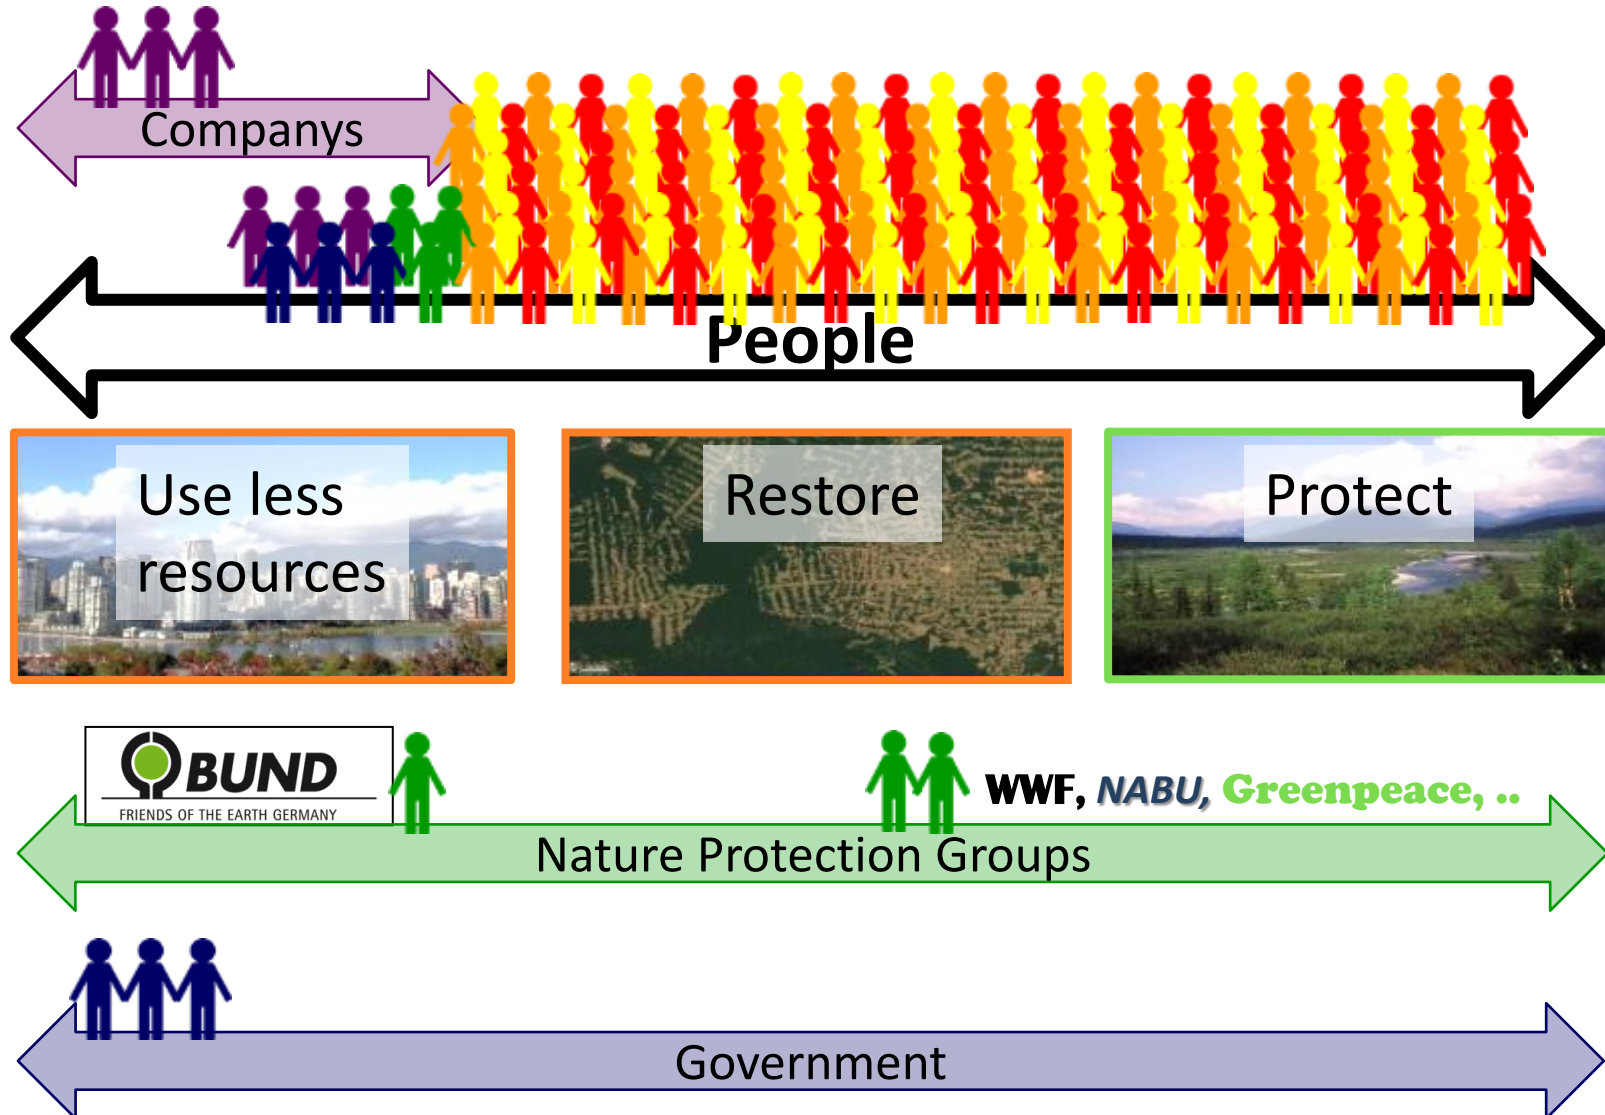 Companys
People
Use less
resources
Restore
Protect
BUND
FRIENDS OF THE EARTH GERMANY
WWF, NABU, Greenpeace, ..
Nature Protection Groups
Government